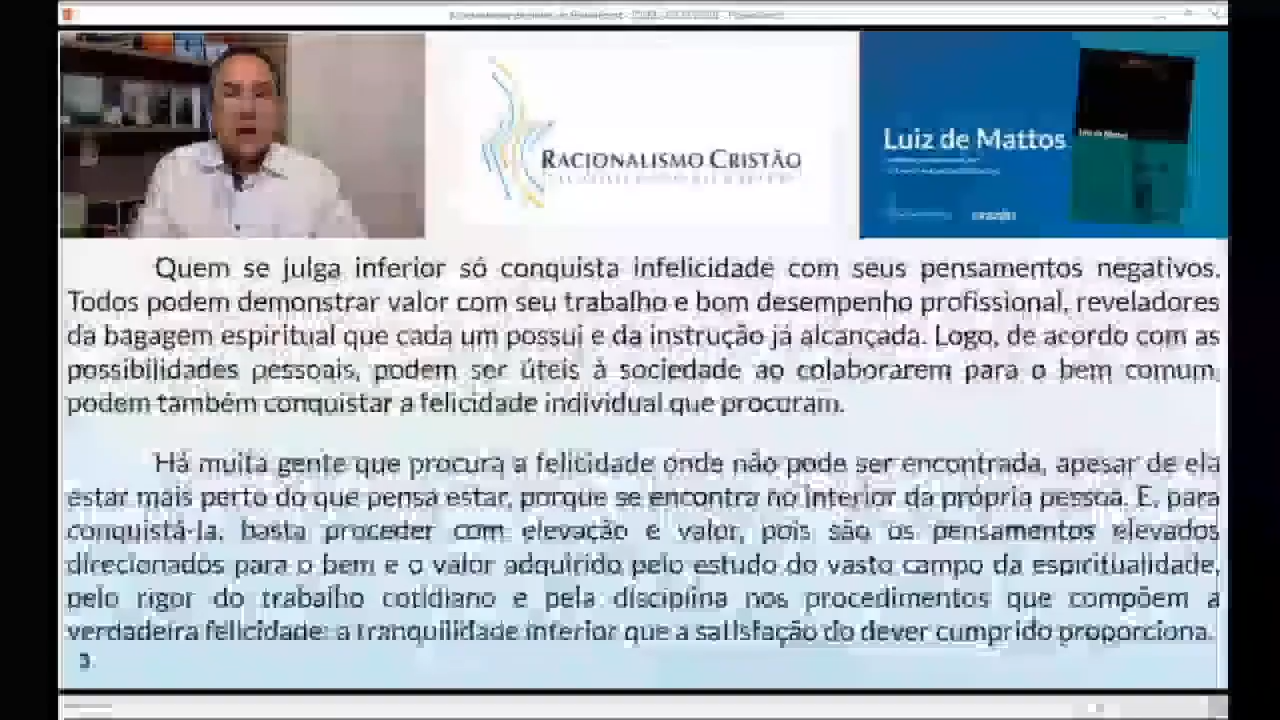 RACIONALISMO CRISTÃO
Luiz de Mattos
Luiz de Mattos
Quem se julga inferior só conquista infelicidade com seus pensamentos negativos.
Todos podem demonstrar valor com seu trabalho e bom desempenho profissional, reveladores
da bagagem espiritual que cada um possui e da instrução já alcançada. Logo, de acordo com as
possibilidades pessoais, podem ser úteis à sociedade ao colaborarem para o bem comum,
podem também conquistar a felicidade individual que procuram.
Há muita gente que procura a felicidade onde não pode ser encontrada, apesar de ela
estar mais perto do que pensa estar, porque se encontra no interior da própria pessoa. E, para
conquistá-la, basta proceder com elevação e valor, pois são os pensamentos elevados
direcionados para o bem e o valor adquirido pelo estudo do vasto campo da espiritualidade,
pelo rigor do trabalho cotidiano e pela disciplina nos procedimentos que compõem a
verdadeira felicidade: a tranquilidade interior que a satisfação do dever cumprido proporciona.
3